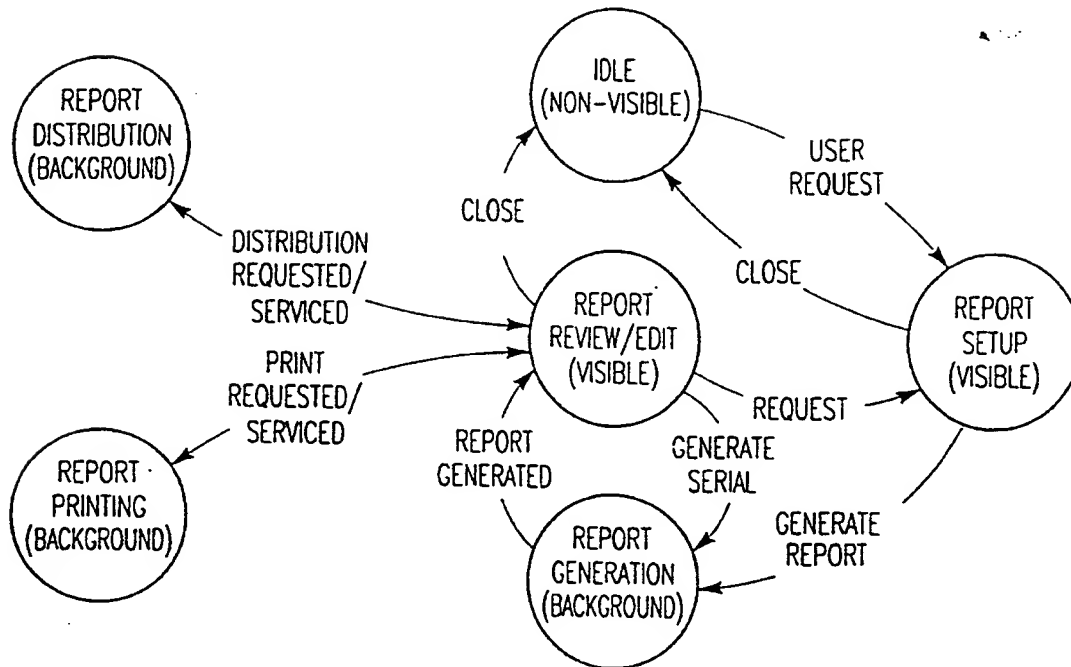 REPORT
DISTRIBUTION
(BACKGROUND)
IDLE
(NON-VISIBLE)
USER
REQUEST
CLOSE
CLOSE
DISTRIBUTION
REQUESTED/
SERVICED
REPORT
REVIEW/EDIT
(VISIBLE)
REPORT
SETUP
(VISIBLE)
PRINT
REQUESTED/
SERVICED
REQUEST
REPORT
GENERATED
GENERATE
SERIAL
REPORT
PRINTING
(BACKGROUND)
REPORT
GENERATION
(BACKGROUND)
GENERATE
REPORT